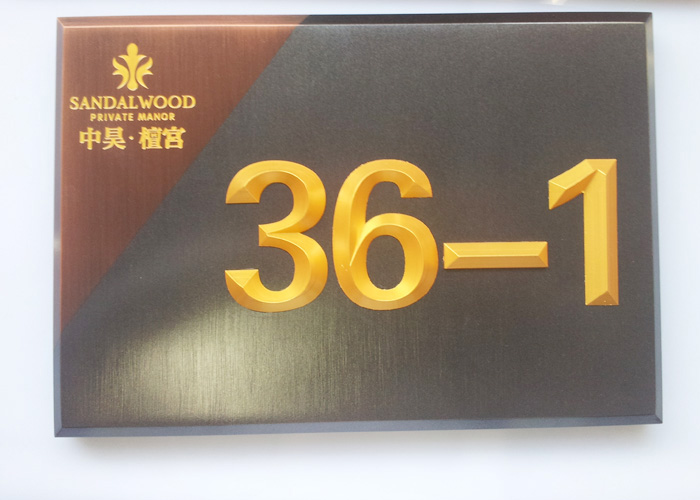 SANDALWOOD
PRIVATE MANOR
中昊·檀宫
36-1